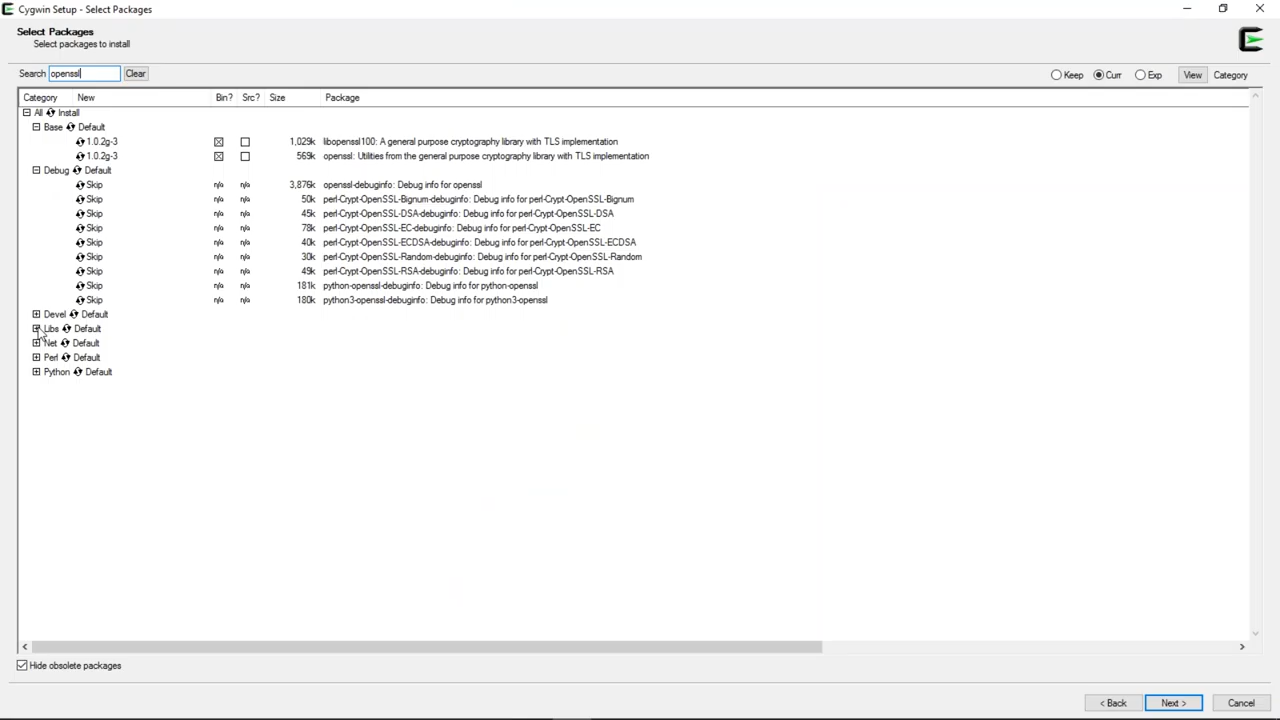 Cygwin Setup - Select Packages
Select Packages
Select packages to install
Search openssl Clear Keep Curr Exp View Category
Category New Bin? Src? Size Package
All Install
Base Default
1.0.2g-3 1,029k libopenssl100: A general purpose cryptography library with TLS implementation
1.0.2g-3 569k openssl: Utilities from the general purpose cryptography library with TLS implementation
Debug Default
Skip n/a n/a 3,876k openssl-debuginfo: Debug info for openssl
Skip n/a n/a 50k perl-Crypt-OpenSSL-Bignum-debuginfo: Debug info for perl-Crypt-OpenSSL-Bignum
Skip n/a n/a 45k perl-Crypt-OpenSSL-DSA-debuginfo: Debug info for perl-Crypt-OpenSSL-DSA
Skip n/a n/a 78k perl-Crypt-OpenSSL-EC-debuginfo: Debug info for perl-Crypt-OpenSSL-EC
Skip n/a n/a 40k perl-Crypt-OpenSSL-ECDSA-debuginfo: Debug info for perl-Crypt-OpenSSL-ECDSA
Skip n/a n/a 30k perl-Crypt-OpenSSL-Random-debuginfo: Debug info for perl-Crypt-OpenSSL-Random
Skip n/a n/a 49k perl-Crypt-OpenSSL-RSA-debuginfo: Debug info for perl-Crypt-OpenSSL-RSA
Skip n/a n/a 181k python-openssl-debuginfo: Debug info for python-openssl
Skip n/a n/a 180k python3-openssl-debuginfo: Debug info for python3-openssl
Devel Default
Libs Default
Net Default
Perl Default
Python Default
Hide obsolete packages
< Back Next > Cancel